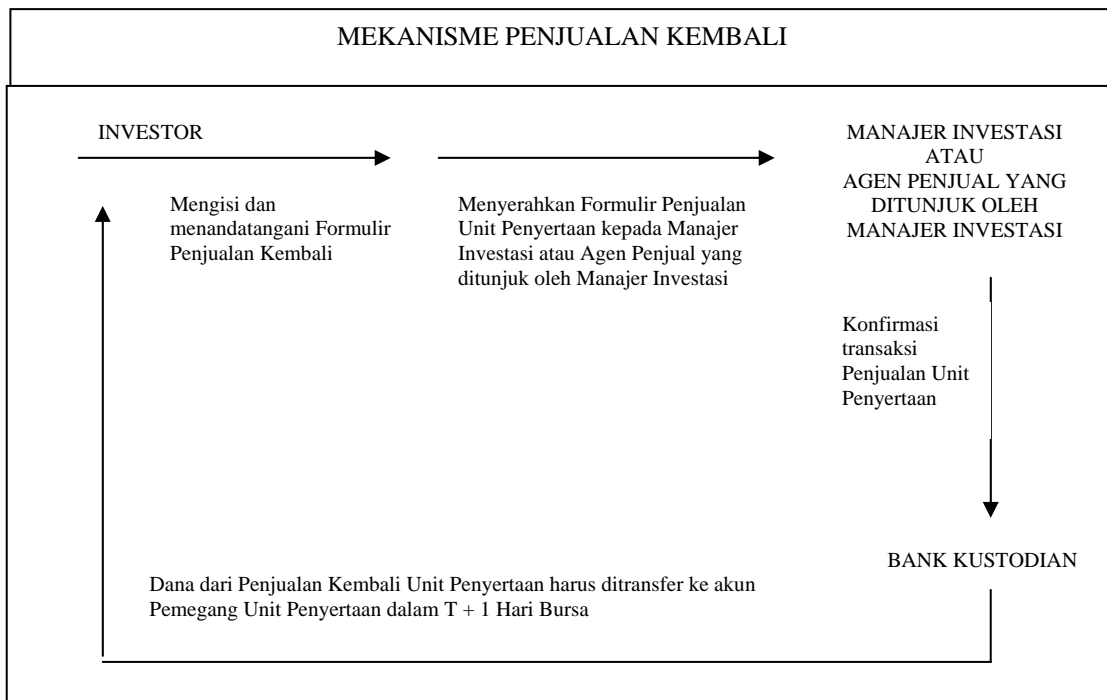 MEKANISME PENJUALAN KEMBALI
INVESTOR
Mengisi dan
menandatangani Formulir
Penjualan Kembali
Menyerahkan Formulir Penjualan
Unit Penyertaan kepada Manajer
Investasi atau Agen Penjual yang
ditunjuk oleh Manajer Investasi
MANAJER INVESTASI
ATAU
AGEN PENJUAL YANG
DITUNJUK OLEH
MANAJER INVESTASI
Konfirmasi
transaksi
Penjualan Unit
Penyertaan
BANK KUSTODIAN
Dana dari Penjualan Kembali Unit Penyertaan harus ditransfer ke akun
Pemegang Unit Penyertaan dalam T + 1 Hari Bursa